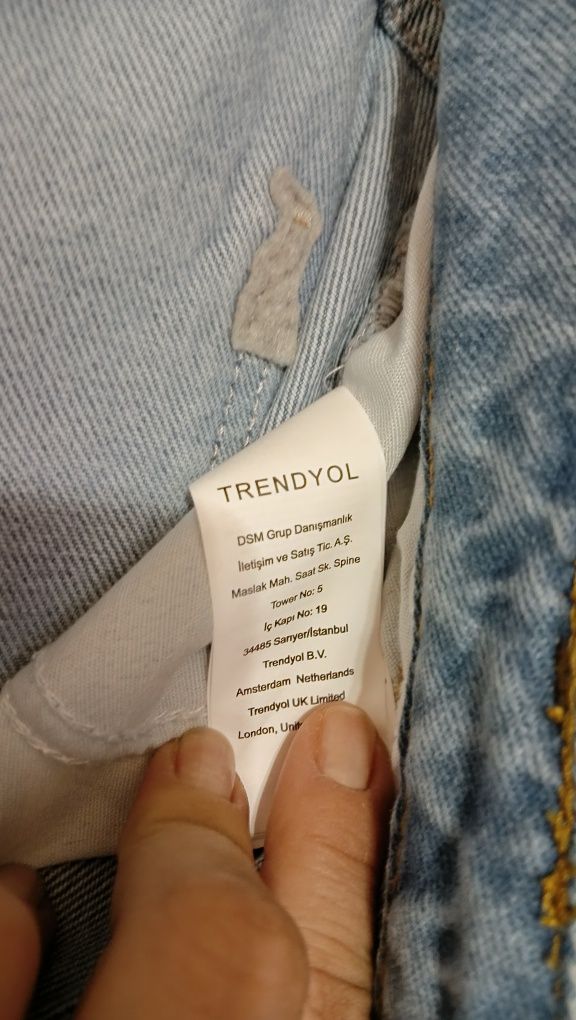 TRENDYOL
DSM Grup Danışmanlık
İletişim ve Satış Tic. A.Ş.
Maslak Mah. Saat Sk. Spine
Tower No: 5
İç Kapı No: 19
34485 Sarıyer/İstanbul
Trendyol B.V.
Amsterdam Netherlands
Trendyol UK Limited
London,